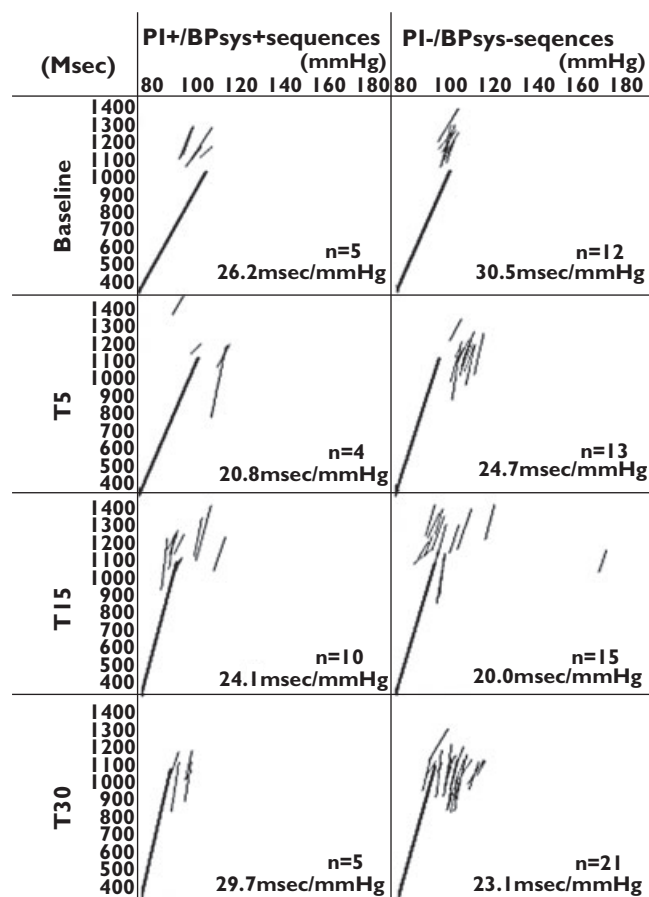 PI+/BPsys+sequences PI-/BPsys-seqences
(Msec) (mmHg) (mmHg)
80 100 120 140 160 180 80 100 120 140 160 180
Baseline
1400
1300
1200
1100
1000
900
800
700
600
500
400
n=5
26.2msec/mmHg
n=12
30.5msec/mmHg
T5
1400
1300
1200
1100
1000
900
800
700
600
500
400
n=4
20.8msec/mmHg
n=13
24.7msec/mmHg
T15
1400
1300
1200
1100
1000
900
800
700
600
500
400
n=10
24.1msec/mmHg
n=15
20.0msec/mmHg
T30
1400
1300
1200
1100
1000
900
800
700
600
500
400
n=5
29.7msec/mmHg
n=21
23.1msec/mmHg